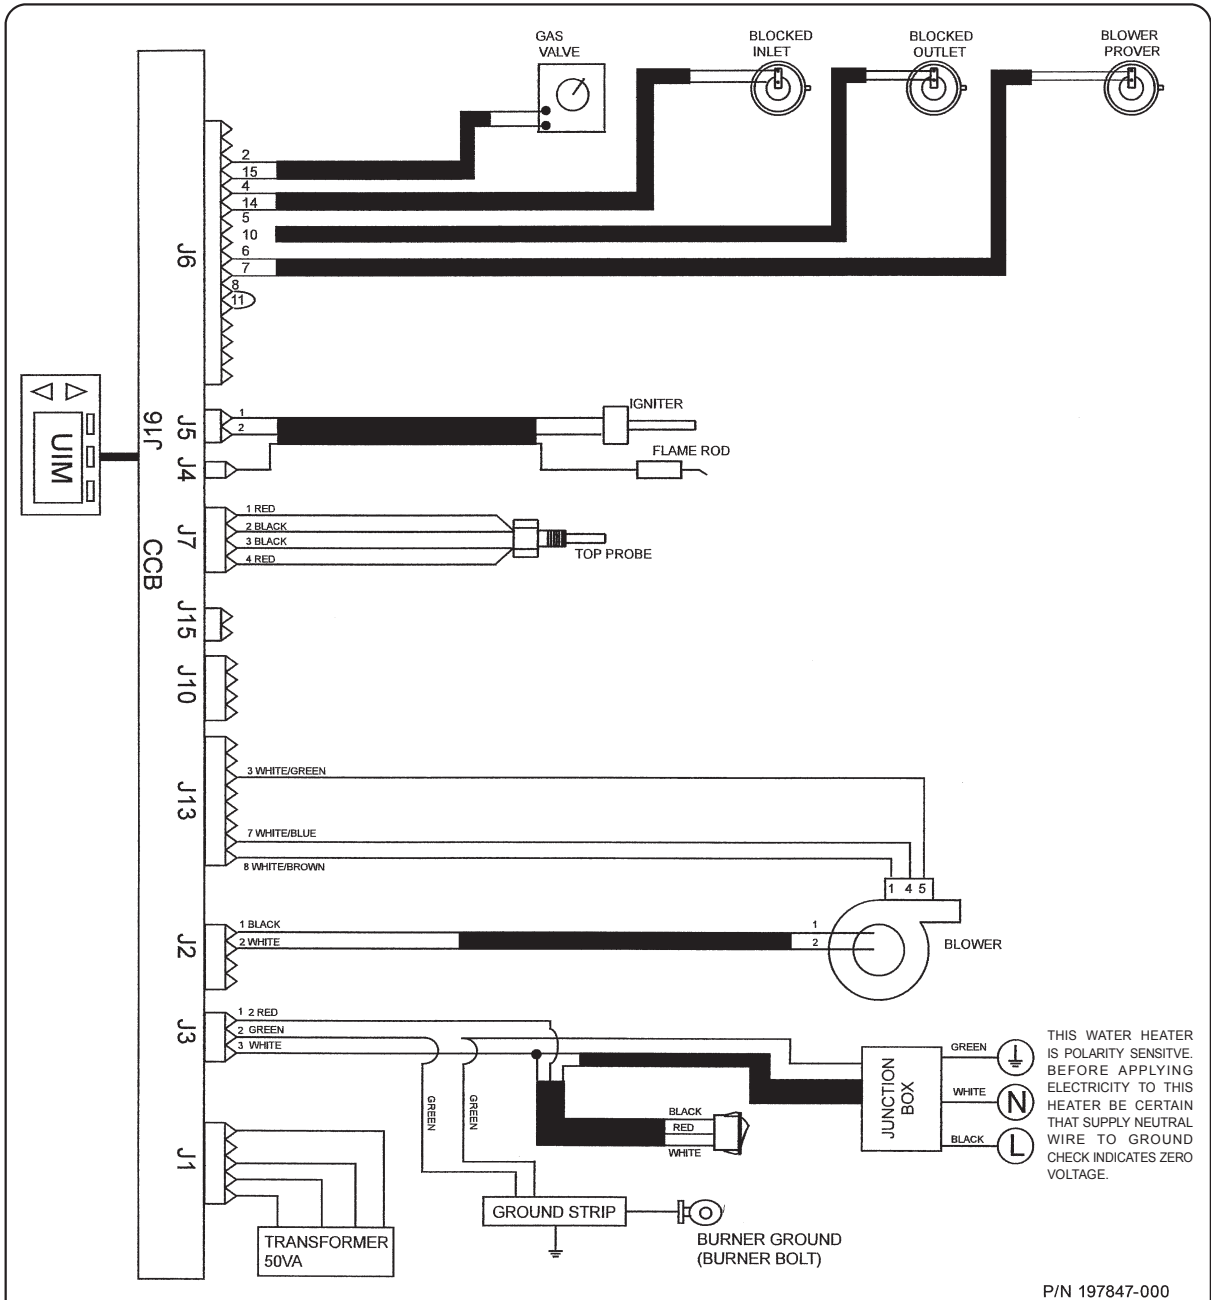 GAS
VALVE
BLOCKED
INLET
BLOCKED
OUTLET
BLOWER
PROVER
J6
2
15
4
14
5
10
6
7
8
11
UIM
J16
CCB
J5
1
2
IGNITER
J4
FLAME ROD
J7
1 RED
2 BLACK
3 BLACK
4 RED
TOP PROBE
J15
J10
J13
3 WHITE/GREEN
7 WHITE/BLUE
8 WHITE/BROWN
1 4 5
J2
1 BLACK
2 WHITE
1
2
BLOWER
J3
1 2 RED
2 GREEN
3 WHITE
GREEN
GREEN
BLACK
RED
WHITE
JUNCTION
BOX
GREEN
WHITE
N
BLACK
L
THIS WATER HEATER
IS POLARITY SENSITVE.
BEFORE APPLYING
ELECTRICITY TO THIS
HEATER BE CERTAIN
THAT SUPPLY NEUTRAL
WIRE TO GROUND
CHECK INDICATES ZERO
VOLTAGE.
J1
TRANSFORMER
50VA
GROUND STRIP
BURNER GROUND
(BURNER BOLT)
P/N 197847-000